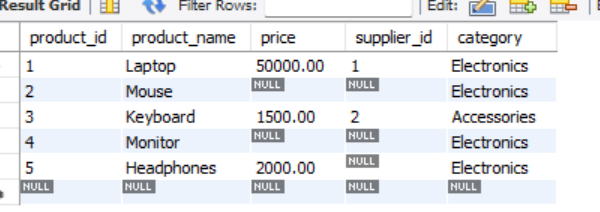 Result Grid | Filter Rows: | Edit:
product_id product_name price supplier_id category
1 Laptop 50000.00 1 Electronics
2 Mouse NULL NULL Electronics
3 Keyboard 1500.00 2 Accessories
4 Monitor NULL NULL Electronics
5 Headphones 2000.00 NULL Electronics
NULL NULL NULL NULL NULL